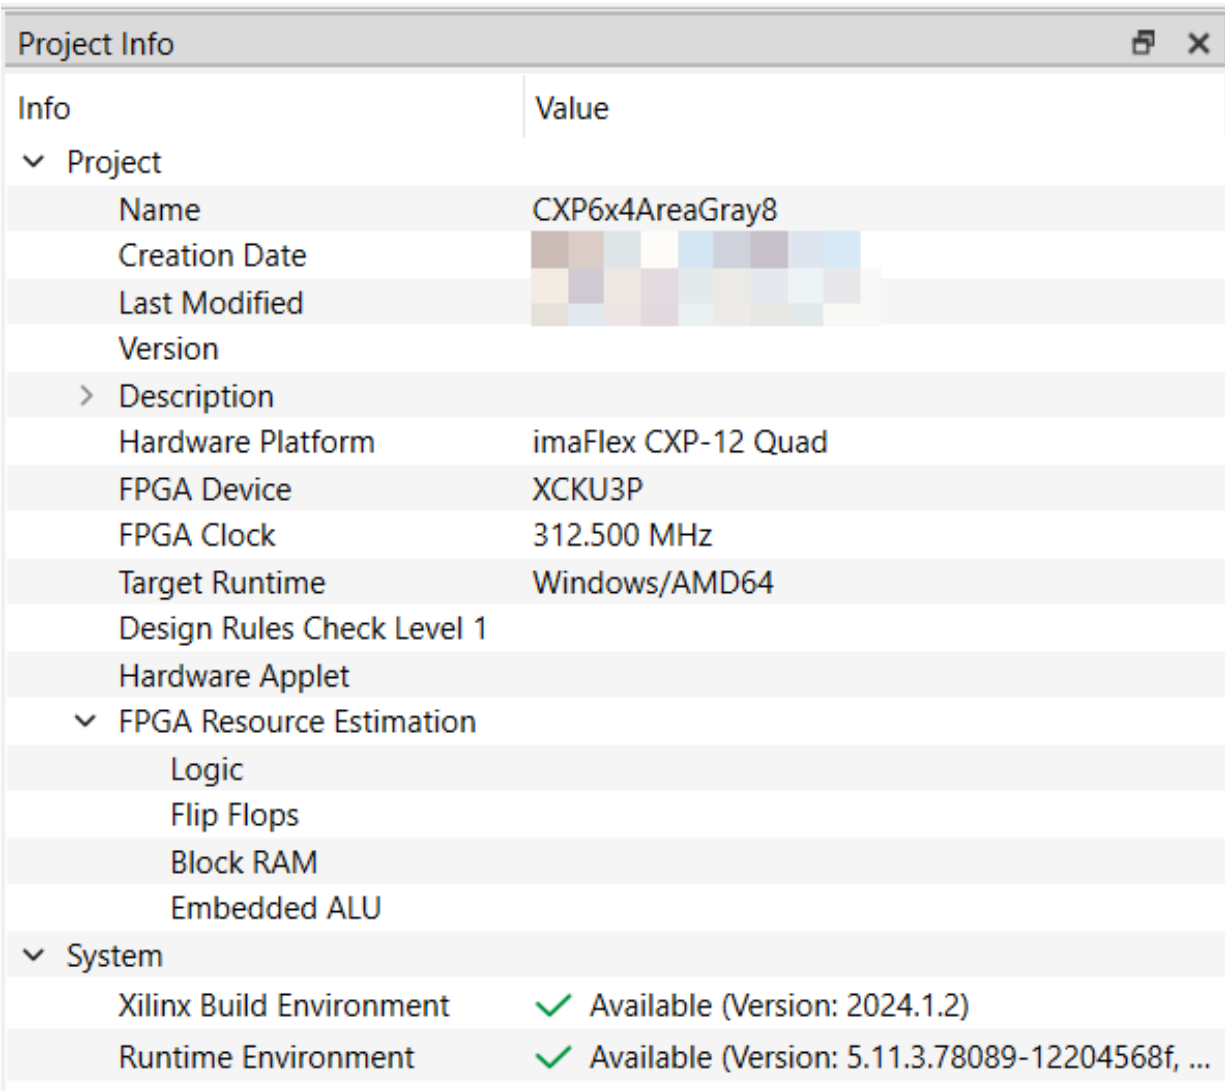 Project Info
Info Value
Project
Name CXP6x4AreaGray8
Creation Date
Last Modified
Version
Description
Hardware Platform imaFlex CXP-12 Quad
FPGA Device XCKU3P
FPGA Clock 312.500 MHz
Target Runtime Windows/AMD64
Design Rules Check Level 1
Hardware Applet
FPGA Resource Estimation
Logic
Flip Flops
Block RAM
Embedded ALU
System
Xilinx Build Environment Available (Version: 2024.1.2)
Runtime Environment Available (Version: 5.11.3.78089-12204568f, ...